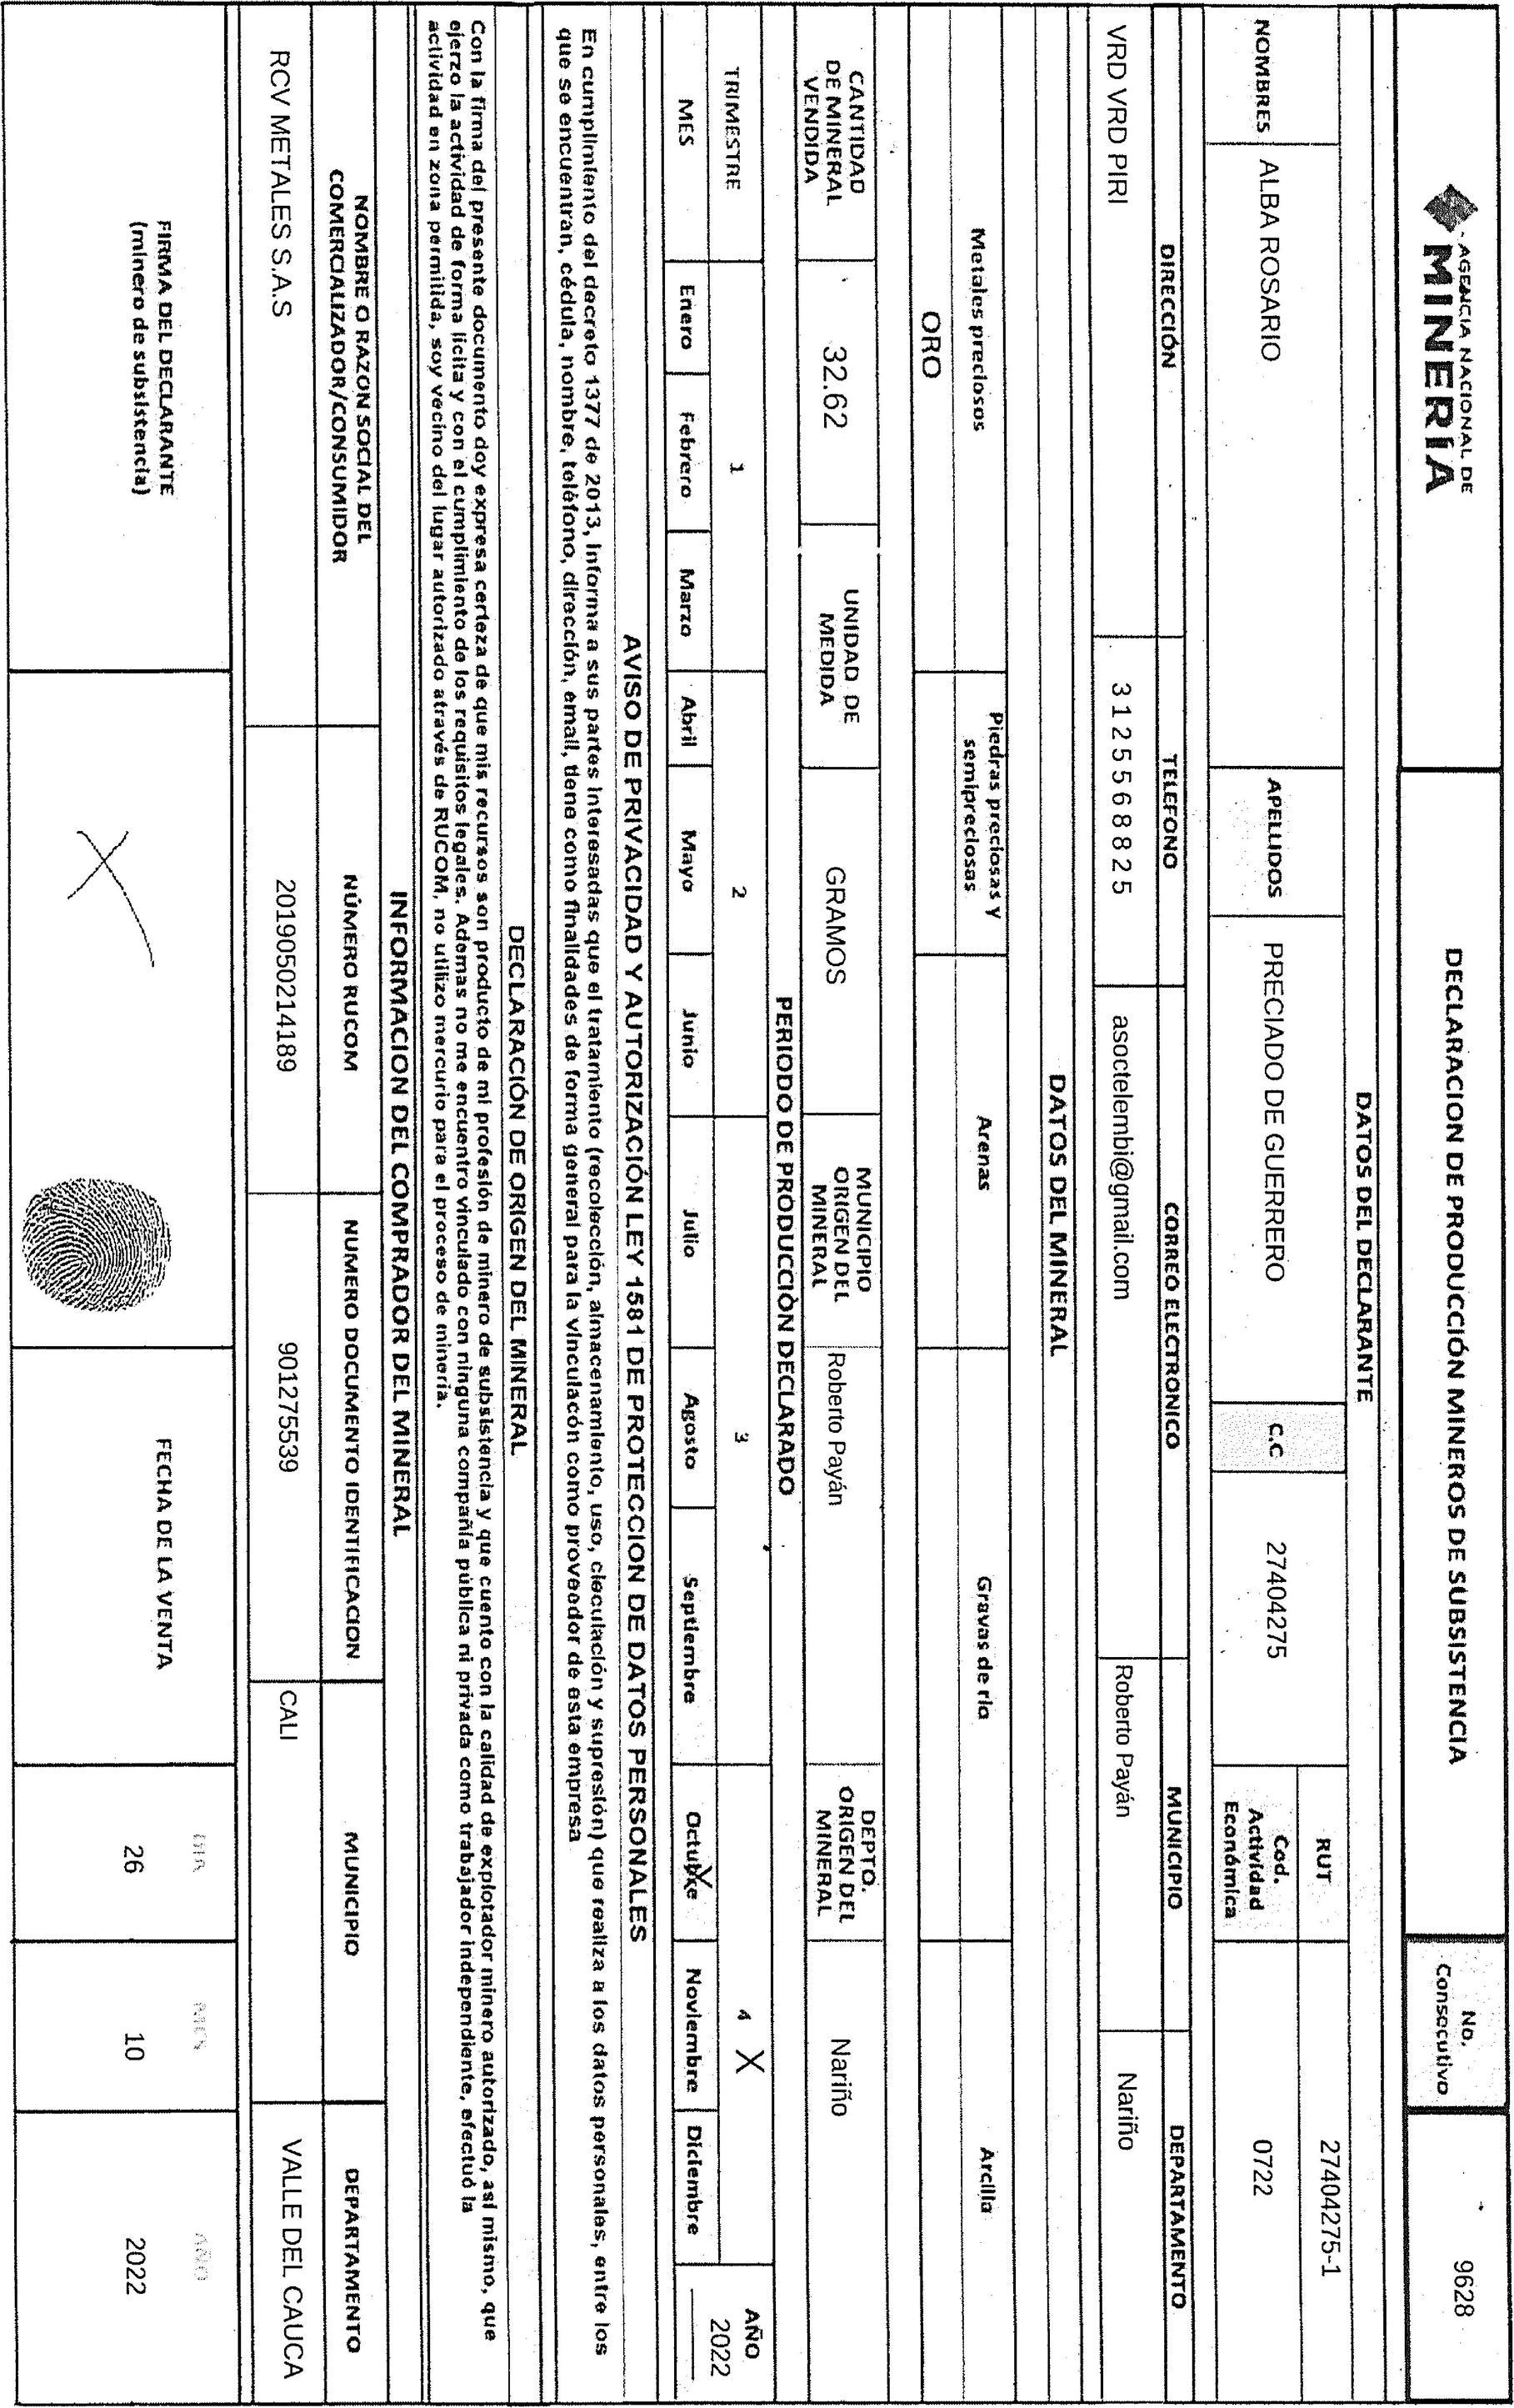 AGENCIA NACIONAL DE
MINERÍA
DECLARACION DE PRODUCCIÓN MINEROS DE SUBSISTENCIA
No.
Consecutivo
9628
DATOS DEL DECLARANTE
NOMBRES
ALBA ROSARIO
APELLIDOS
PRECIADO DE GUERRERO
C.C
27404275
RUT
27404275-1
Cod.
Actividad
Económica
0722
DIRECCIÓN
TELEFONO
CORREO ELECTRONICO
MUNICIPIO
DEPARTAMENTO
VRD VRD PIRI
3125568825
asoctelembi@gmail.com
Roberto Payán
Nariño
DATOS DEL MINERAL
Metales preciosos
Piedras preciosas y
semipreciosas
Arenas
Gravas de río
Arcilla
ORO
CANTIDAD
DE MINERAL
VENDIDA
32.62
UNIDAD DE
MEDIDA
GRAMOS
MUNICIPIO
ORIGEN DEL
MINERAL
Roberto Payán
DEPTO.
ORIGEN DEL
MINERAL
Nariño
PERIODO DE PRODUCCIÓN DECLARADO
TRIMESTRE
1
2
3
4 X
AÑO
2022
MES
Enero
Febrero
Marzo
Abril
Mayo
Junio
Julio
Agosto
Septiembre
Octubre X
Noviembre
Diciembre
AVISO DE PRIVACIDAD Y AUTORIZACIÓN LEY 1581 DE PROTECCION DE DATOS PERSONALES
En cumplimiento del decreto 1377 de 2013, Informa a sus partes interesadas que el tratamiento (recolección, almacenamiento, uso, circulación y supresión) que realiza a los datos personales, entre los
que se encuentran, cédula, nombre, teléfono, dirección, email, tiene como finalidades de forma general para la vinculacón como proveedor de esta empresa
DECLARACIÓN DE ORIGEN DEL MINERAL
Con la firma del presente documento doy expresa certeza de que mis recursos son producto de mi profesión de minero de subsistencia y que cuento con la calidad de explotador minero autorizado, así mismo, que
ejerzo la actividad de forma lícita y con el cumplimiento de los requisitos legales. Ademas no me encuentro vinculado con ninguna compañía pública ni privada como trabajador independiente, efectuó la
actividad en zona permitida, soy vecino del lugar autorizado através de RUCOM, no utilizo mercurio para el proceso de minería.
INFORMACION DEL COMPRADOR DEL MINERAL
NOMBRE O RAZON SOCIAL DEL
COMERCIALIZADOR/CONSUMIDOR
NÚMERO RUCOM
NUMERO DOCUMENTO IDENTIFICACION
MUNICIPIO
DEPARTAMENTO
RCV METALES S.A.S
2019050214189
901275539
CALI
VALLE DEL CAUCA
FIRMA DEL DECLARANTE
(minero de subsistencia)
FECHA DE LA VENTA
DIA
MES
AÑO
26
10
2022